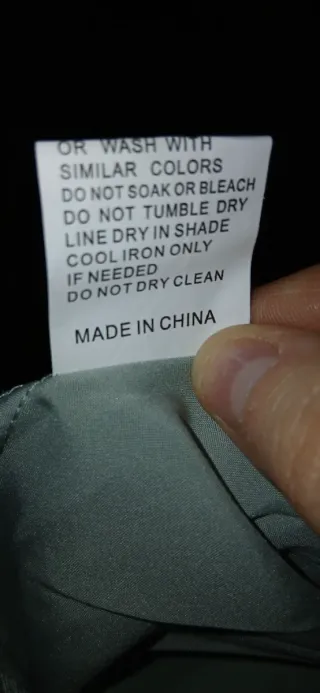 OR WASH WITH
SIMILAR COLORS
DO NOT SOAK OR BLEACH
DO NOT TUMBLE DRY
LINE DRY IN SHADE
COOL IRON ONLY
IF NEEDED
DO NOT DRY CLEAN
MADE IN CHINA